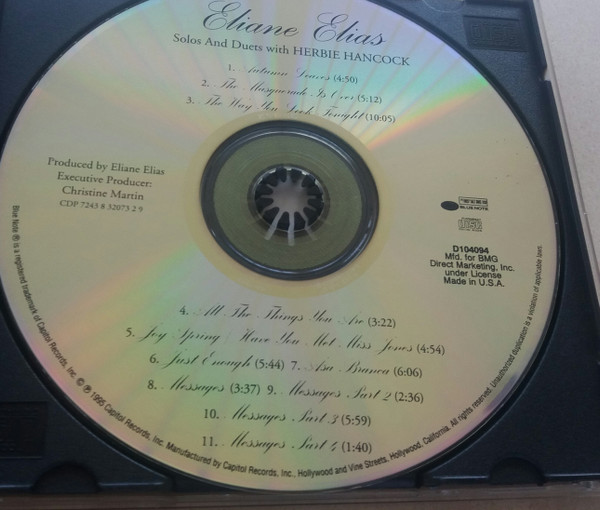 Eliane Elias
Solos And Duets with HERBIE HANCOCK
1. Autumn Leaves (4:50)
2. The Masquerade Is Over (5:12)
3. The Way You Look Tonight (10:05)
Produced by Eliane Elias
Executive Producer:
Christine Martin
CDP 7243 8 32073 2 9
BLUE NOTE
D104094
Mfd. for BMG
Direct Marketing, Inc.
under License
Made in U.S.A.
4. All The Things You Are (3:22)
5. Joy Spring / Have You Met Miss Jones (4:54)
6. Just Enough (5:44) 7. Asa Branca (6:06)
8. Messages (3:37) 9. Messages Part 2 (2:36)
10. Messages Part 3 (5:59)
11. Messages Part 4 (1:40)
Blue Note ® is a registered trademark of Capitol Records, Inc. © ℗ 1995 Capitol Records, Inc. Manufactured by Capitol Records, Inc., Hollywood and Vine Streets, Hollywood, California. All rights reserved. Unauthorized duplication is a violation of applicable laws.